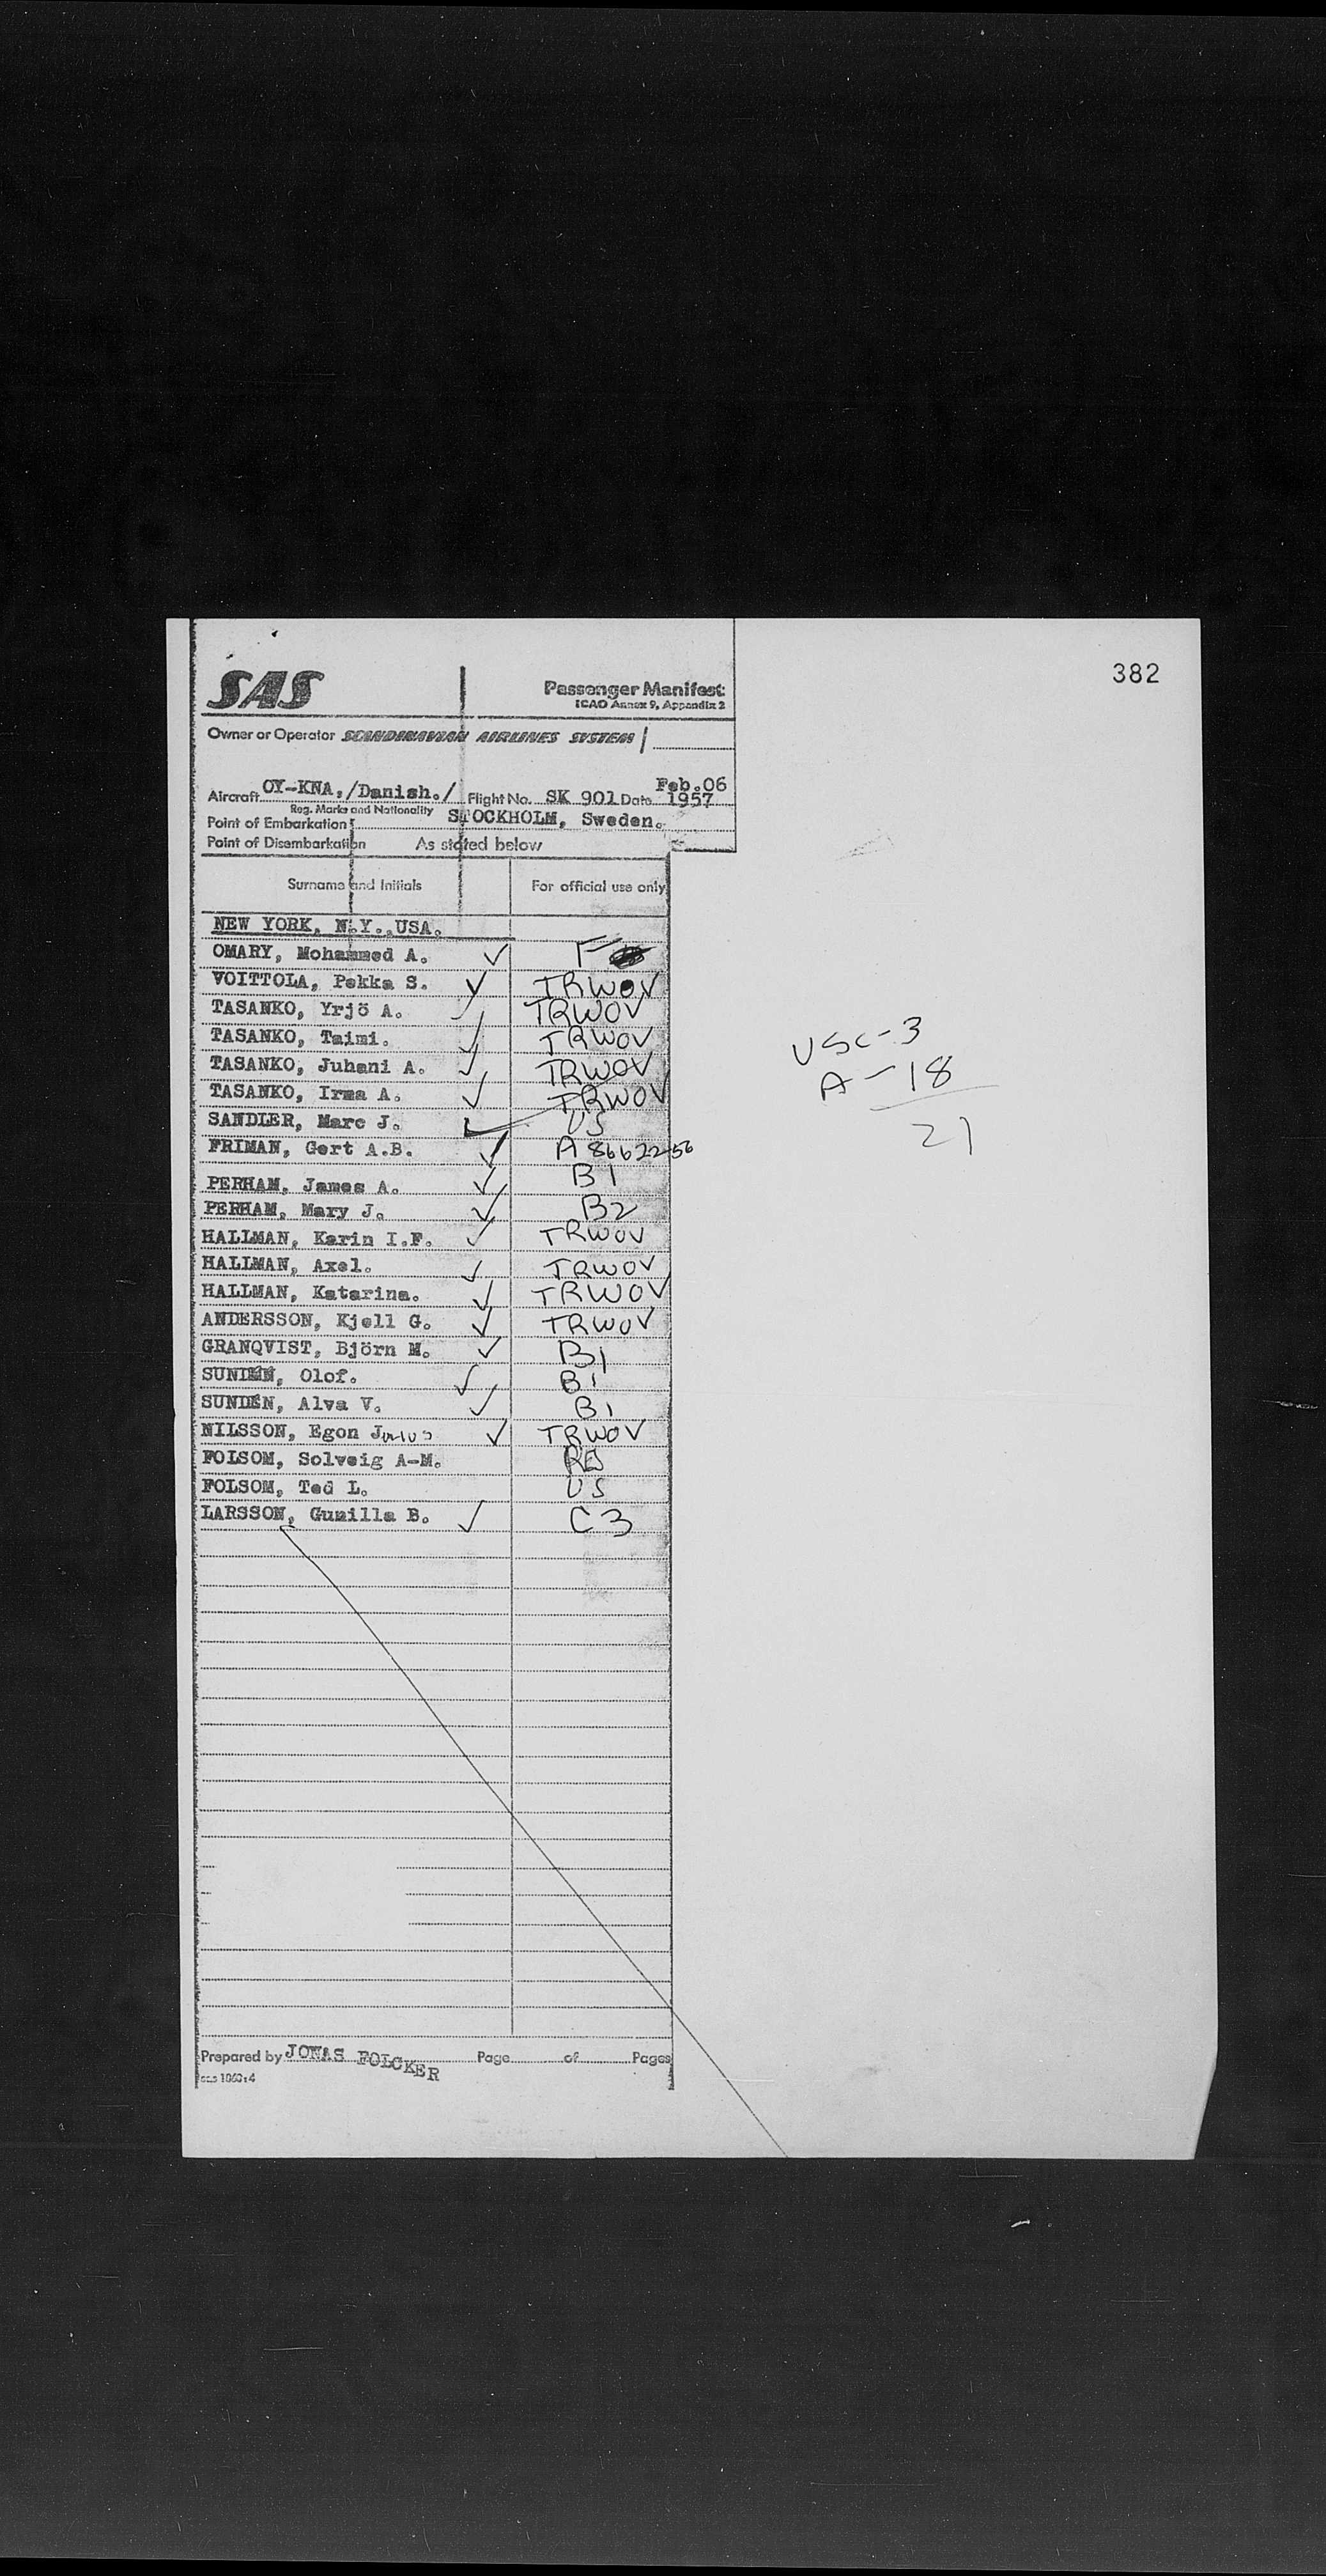 382
SAS
Passenger Manifest
ICAO Annex 9, Appendix 2
Owner or Operator SCANDINAVIAN AIRLINES SYSTEM
Aircraft OY-KNA,/Danish./ Flight No. SK 901 Date Feb.06 1957
Reg. Marks and Nationality
Point of Embarkation STOCKHOLM, Sweden.
Point of Disembarkation As stated below
Surname and Initials For official use only
NEW YORK, N.Y. USA.
OMARY, Mohammed A. ✓ F
VOITTOLA, Pekka S. ✓ TRWOV
TASANKO, Yrjö A. ✓ TRWOV
TASANKO, Taimi. ✓ TRWOV
TASANKO, Juhani A. ✓ TRWOV
TASANKO, Irma A. ✓ TRWOV
SANDLER, Marc J. ✓ US
FRIMAN, Gert A.B. ✓ A 8662256
PERHAM, James A. ✓ B1
PERHAM, Mary J. ✓ B2
HALLMAN, Karin I.F. ✓ TRWOV
HALLMAN, Axel. ✓ TRWOV
HALLMAN, Katarina. ✓ TRWOV
ANDERSSON, Kjell G. ✓ TRWOV
GRANQVIST, Björn M. ✓ B1
SUNDÉN, Olof. ✓ B1
SUNDÉN, Alva V. ✓ B1
NILSSON, Egon Junius ✓ TRWOV
FOLSOM, Solveig A-M.
FOLSOM, Ted L. US
LARSSON, Gunilla B. ✓ C3
USC-3
A-18
21
Prepared by JONAS FOLCKER Page of Pages